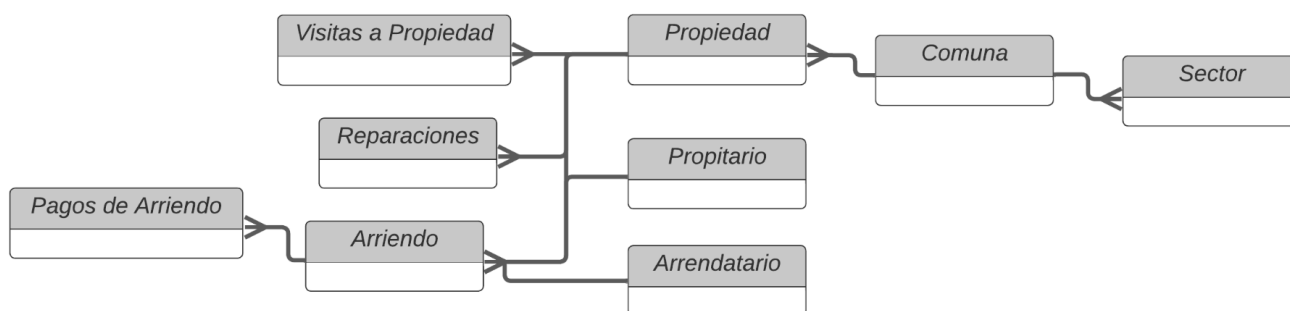 Visitas a Propiedad
Propiedad
Comuna
Sector
Reparaciones
Propitario
Pagos de Arriendo
Arriendo
Arrendatario